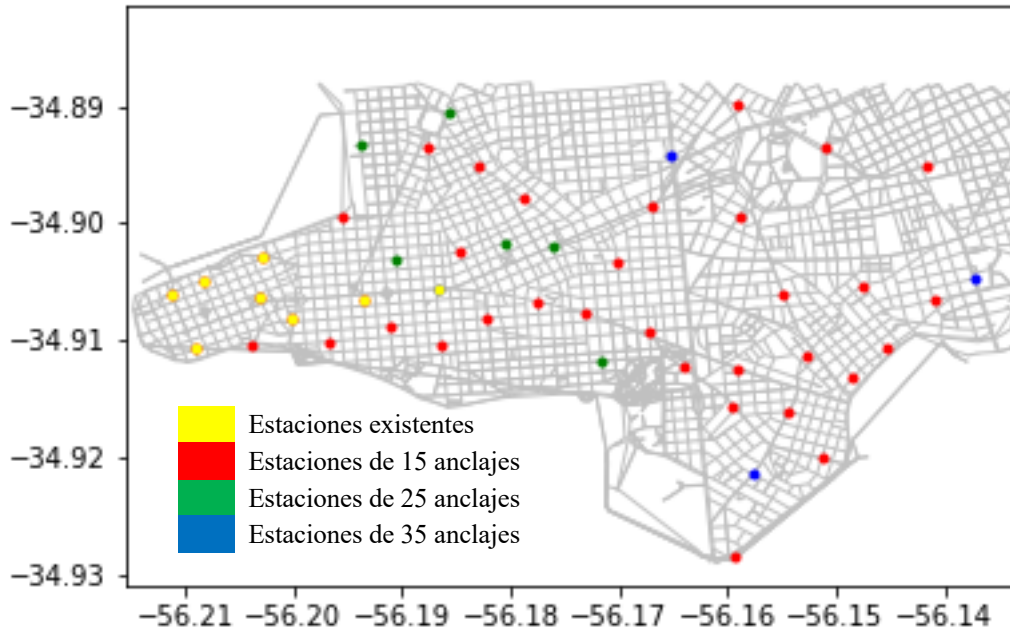 −34.89
−34.90
−34.91
−34.92
−34.93
Estaciones existentes
Estaciones de 15 anclajes
Estaciones de 25 anclajes
Estaciones de 35 anclajes
−56.21 −56.20 −56.19 −56.18 −56.17 −56.16 −56.15 −56.14